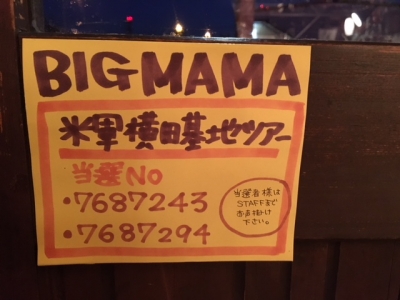 BIG MAMA
米軍横田基地ツアー
当選NO
・7687243
・7687294
当選者様は
STAFFまで
お声掛け
下さい。